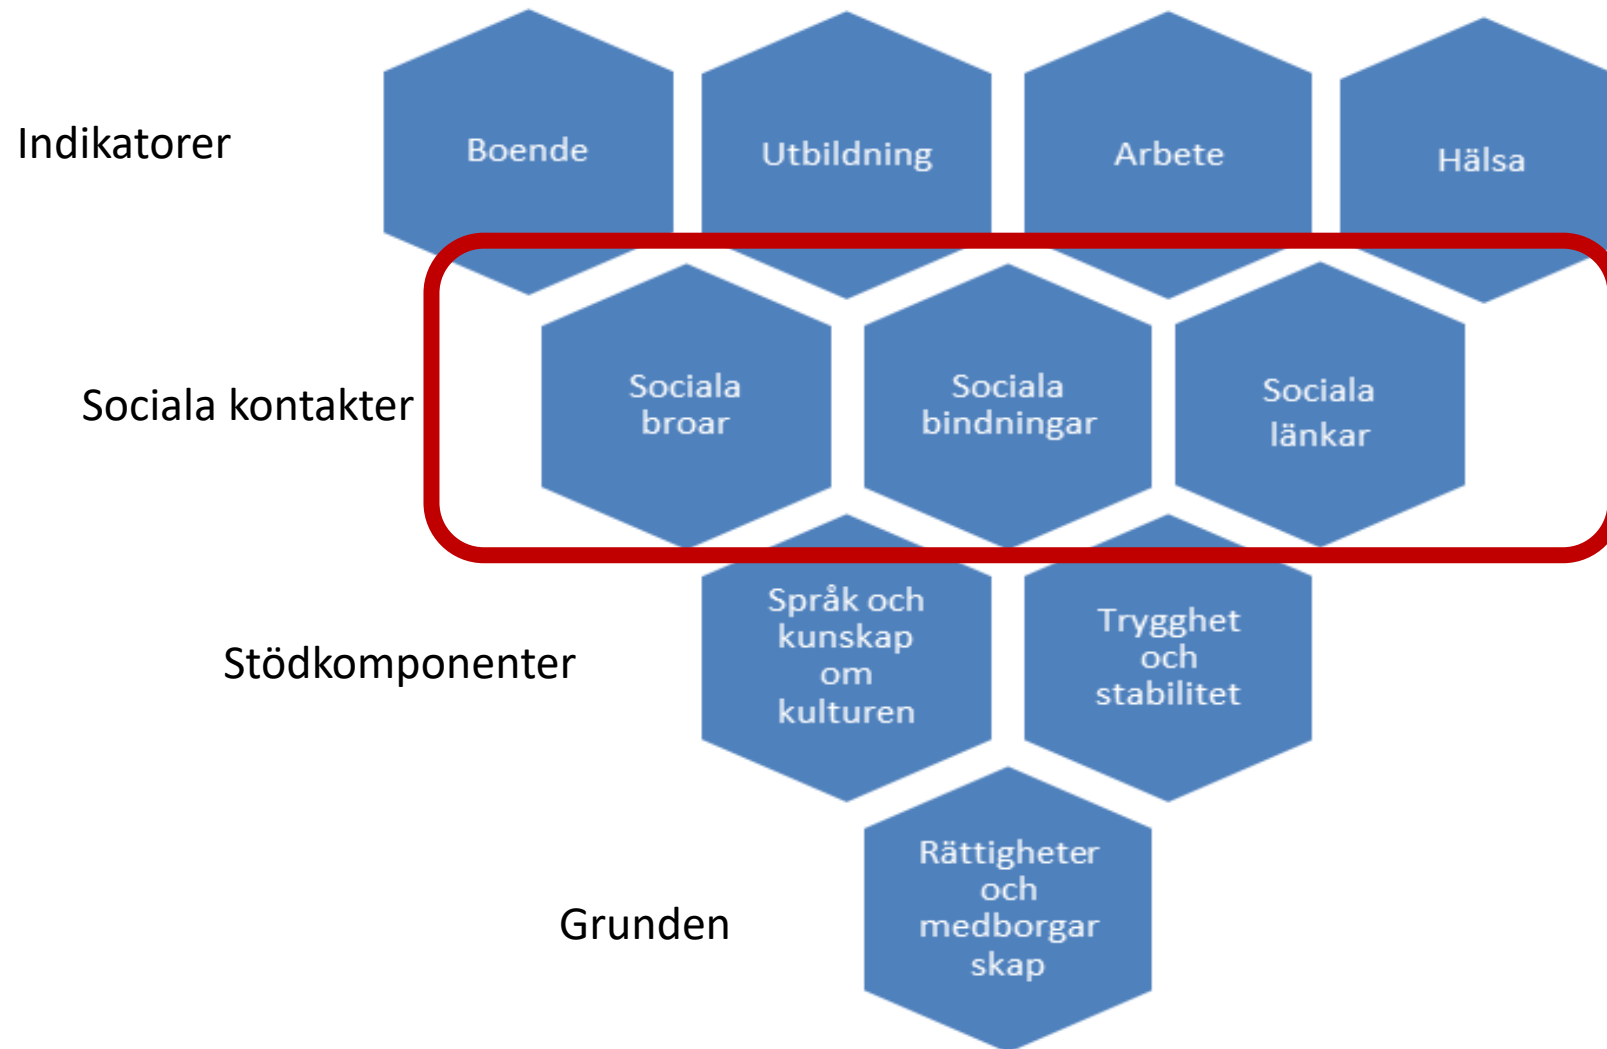 Indikatorer
Boende
Utbildning
Arbete
Hälsa
Sociala kontakter
Sociala
broar
Sociala
bindningar
Sociala
länkar
Stödkomponenter
Språk och
kunskap
om
kulturen
Trygghet
och
stabilitet
Grunden
Rättigheter
och
medborgar
skap